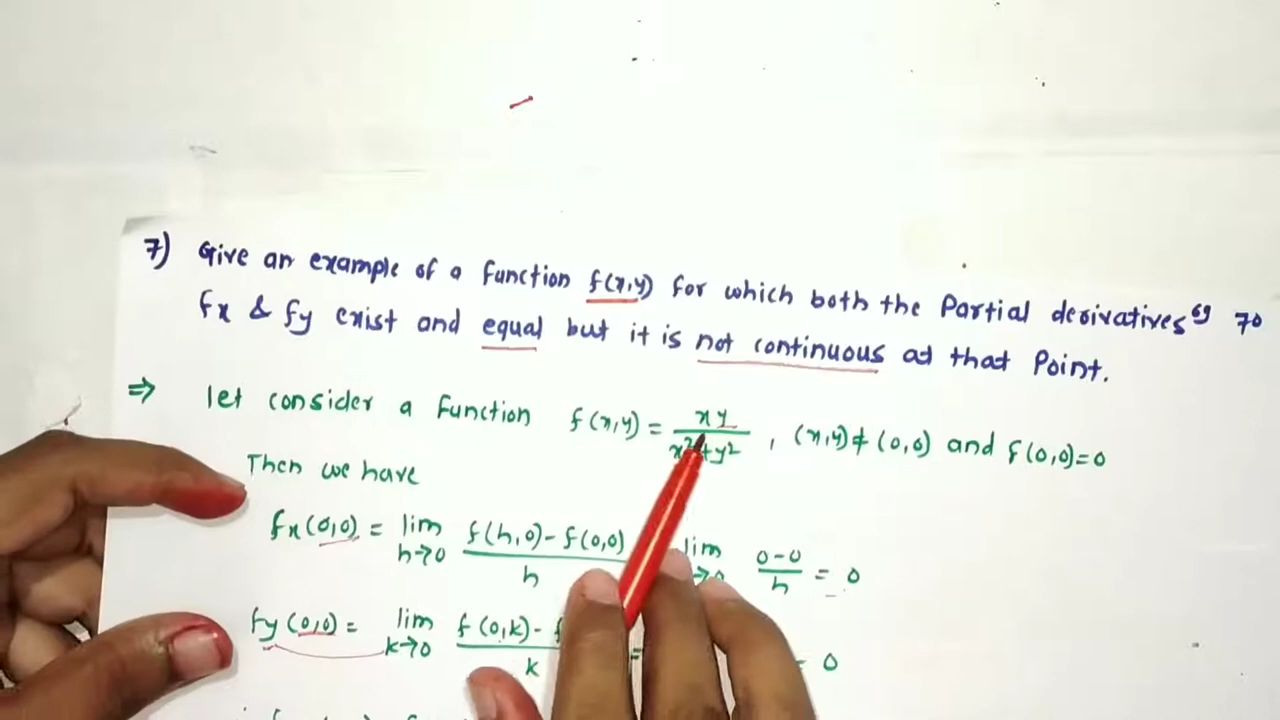 7) Give an example of a function f(x,y) for which both the Partial derivatives 69 70
fx & fy exist and equal but it is not continuous at that Point.
⇒ let consider a function f(x,y) = xy / x²+y² , (x,y) ≠ (0,0) and f(0,0)=0
Then we have
fx(0,0) = lim h→0 f(h,0) - f(0,0) / h lim →0 0-0 / h = 0
fy(0,0) = lim k→0 f(0,k) - f / k = = 0